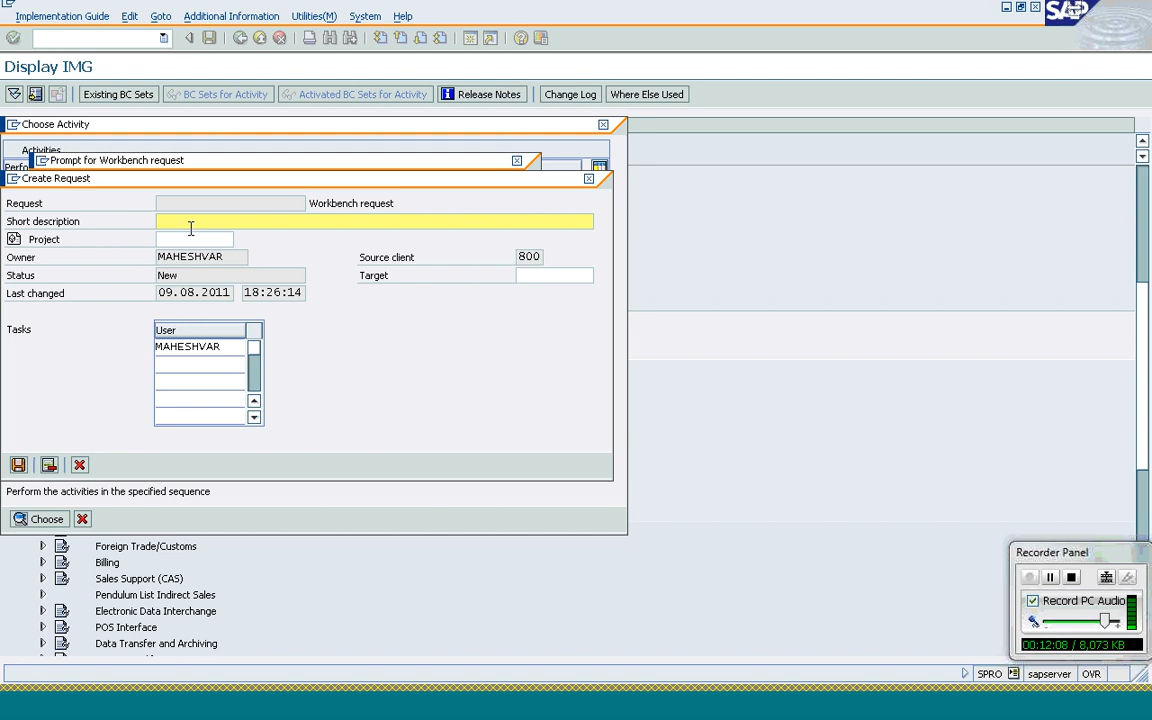 Implementation Guide Edit Goto Additional Information Utilities(M) System Help
SAP
Display IMG
Existing BC Sets BC Sets for Activity Activated BC Sets for Activity Release Notes Change Log Where Else Used
Choose Activity
Activities
Perfo
Prompt for Workbench request
Create Request
Request Workbench request
Short description
Project
Owner MAHESHVAR Source client 800
Status New Target
Last changed 09.08.2011 18:26:14
Tasks User
MAHESHVAR
Perform the activities in the specified sequence
Choose
Foreign Trade/Customs
Billing
Sales Support (CAS)
Pendulum List Indirect Sales
Electronic Data Interchange
POS Interface
Data Transfer and Archiving
Recorder Panel
Record PC Audio
00:12:08 / 8,073 KB
SPRO sapserver OVR